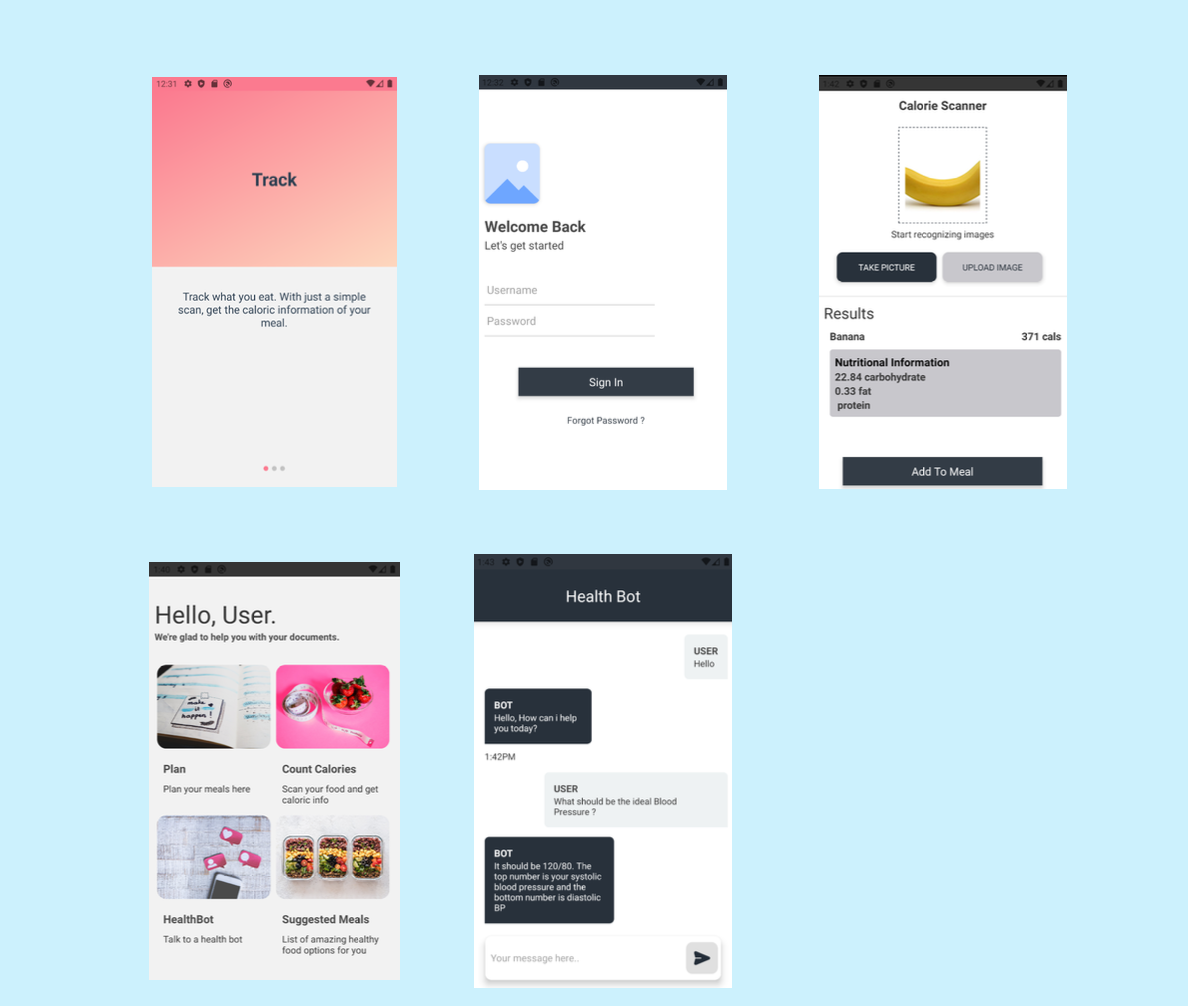 12:31
Track
Track what you eat. With just a simple
scan, get the caloric information of your
meal.
12:32
Welcome Back
Let's get started
Username
Password
Sign In
Forgot Password ?
1:42
Calorie Scanner
Start recognizing images
TAKE PICTURE
UPLOAD IMAGE
Results
Banana
371 cals
Nutritional Information
22.84 carbohydrate
0.33 fat
protein
Add To Meal
Hello, User.
We're glad to help you with your documents.
make it
happen!
Plan
Plan your meals here
Count Calories
Scan your food and get
caloric info
HealthBot
Talk to a health bot
Suggested Meals
List of amazing healthy
food options for you
1:43
Health Bot
USER
Hello
BOT
Hello, How can i help
you today?
1:42PM
USER
What should be the ideal Blood
Pressure ?
BOT
It should be 120/80. The
top number is your systolic
blood pressure and the
bottom number is diastolic
BP
Your message here..